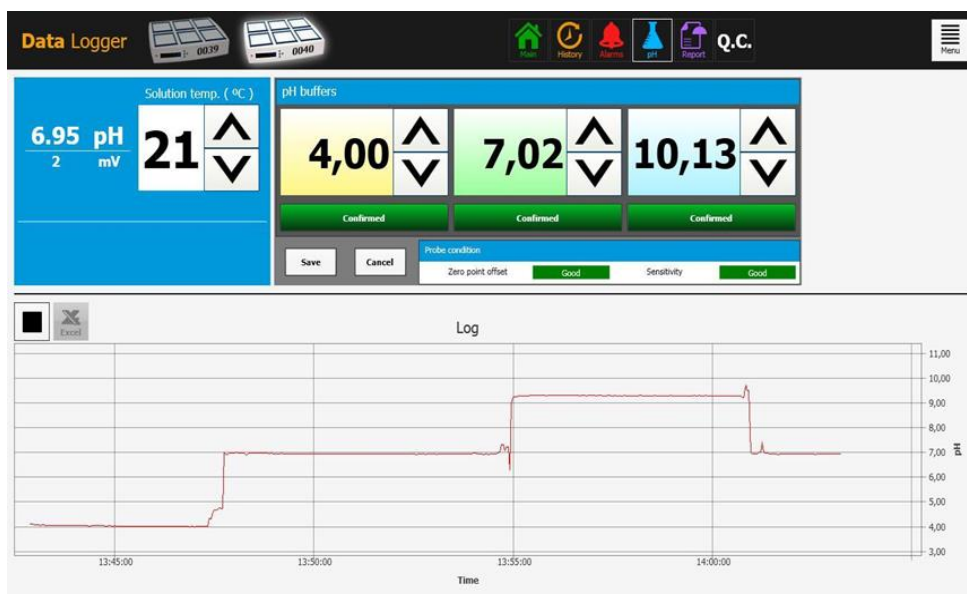 Data Logger
0039
0040
Main
History
Alarms
pH
Report
Q.C.
Menu
Solution temp. ( ºC )
6.95 pH
2 mV
21
pH buffers
4,00
7,02
10,13
Confirmed
Confirmed
Confirmed
Save
Cancel
Probe condition
Zero point offset
Good
Sensitivity
Good
Excel
Log
11,00
10,00
9,00
8,00
7,00
6,00
5,00
4,00
3,00
pH
13:45:00
13:50:00
13:55:00
14:00:00
Time